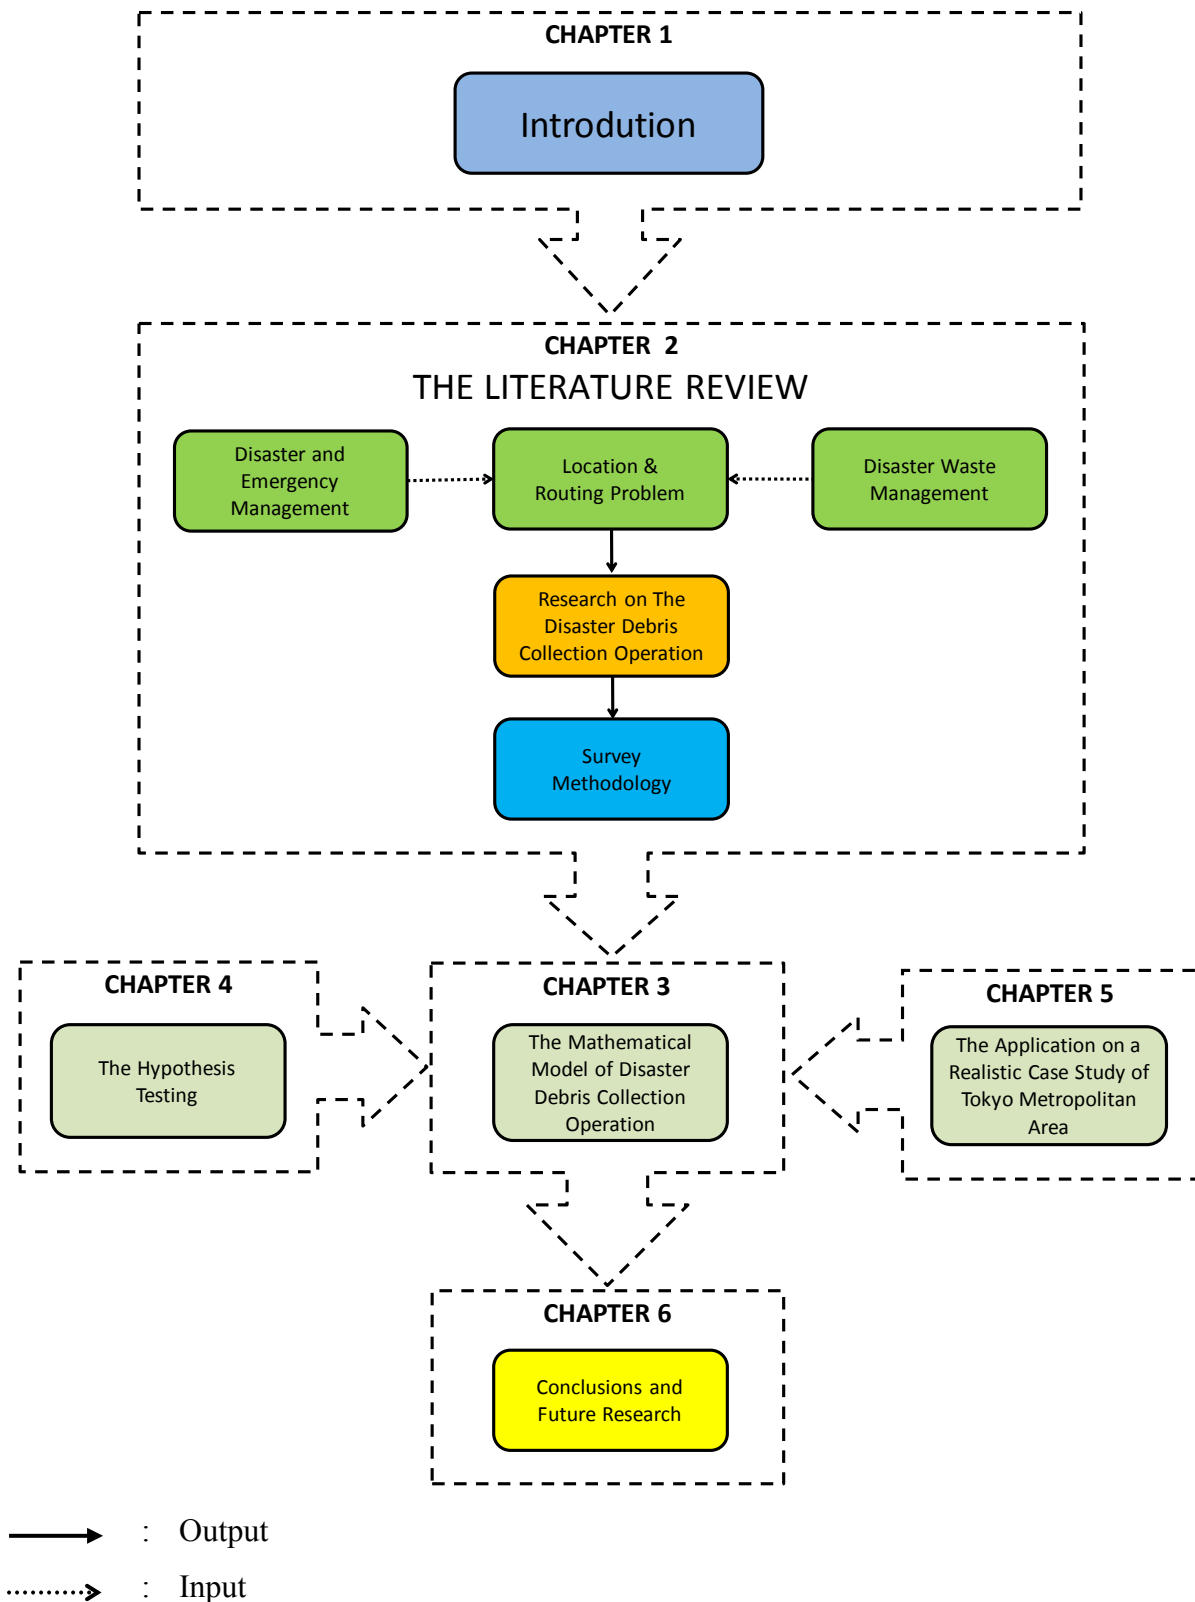 CHAPTER 1
Introdution
CHAPTER 2
THE LITERATURE REVIEW
Disaster and
Emergency
Management
Location &
Routing Problem
Disaster Waste
Management
Research on The
Disaster Debris
Collection Operation
Survey
Methodology
CHAPTER 4
The Hypothesis
Testing
CHAPTER 3
The Mathematical
Model of Disaster
Debris Collection
Operation
CHAPTER 5
The Application on a
Realistic Case Study of
Tokyo Metropolitan
Area
CHAPTER 6
Conclusions and
Future Research
: Output
: Input